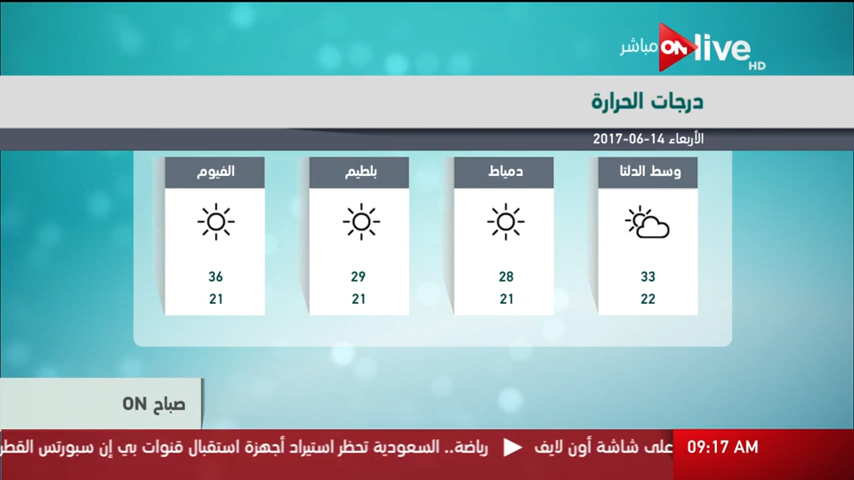 مباشر ON live
HD
درجات الحرارة
الأربعاء 14-06-2017
وسط الدلتا
33
22
دمياط
28
21
بلطيم
29
21
الفيوم
36
21
صباح ON
09:17 AM
على شاشة أون لايف ◀ رياضة.. السعودية تحظر استيراد أجهزة استقبال قنوات بي إن سبورتس القطر